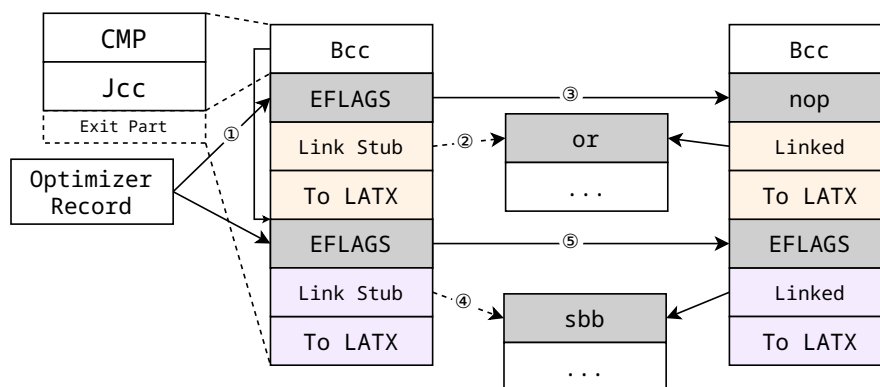 CMP
Jcc
Exit Part
Optimizer
Record
①
Bcc
EFLAGS
Link Stub
To LATX
EFLAGS
Link Stub
To LATX
③
②
or
...
⑤
④
sbb
...
Bcc
nop
Linked
To LATX
EFLAGS
Linked
To LATX